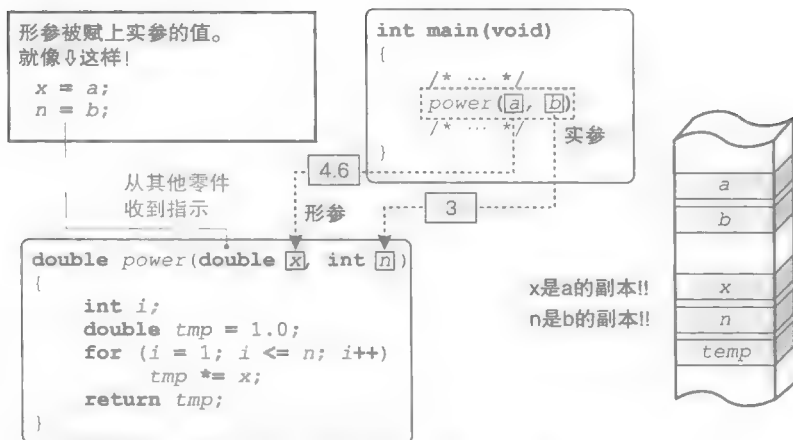 形参被赋上实参的值。
就像⇩这样!
x = a;
n = b;
int main(void)
{
/* ... */
power(a, b)
/* ... */
}
实参
从其他零件
收到指示
4.6
形参
3
double power(double x, int n)
{
int i;
double tmp = 1.0;
for (i = 1; i <= n; i++)
tmp *= x;
return tmp;
}
x是a的副本!!
n是b的副本!!
a
b
x
n
temp